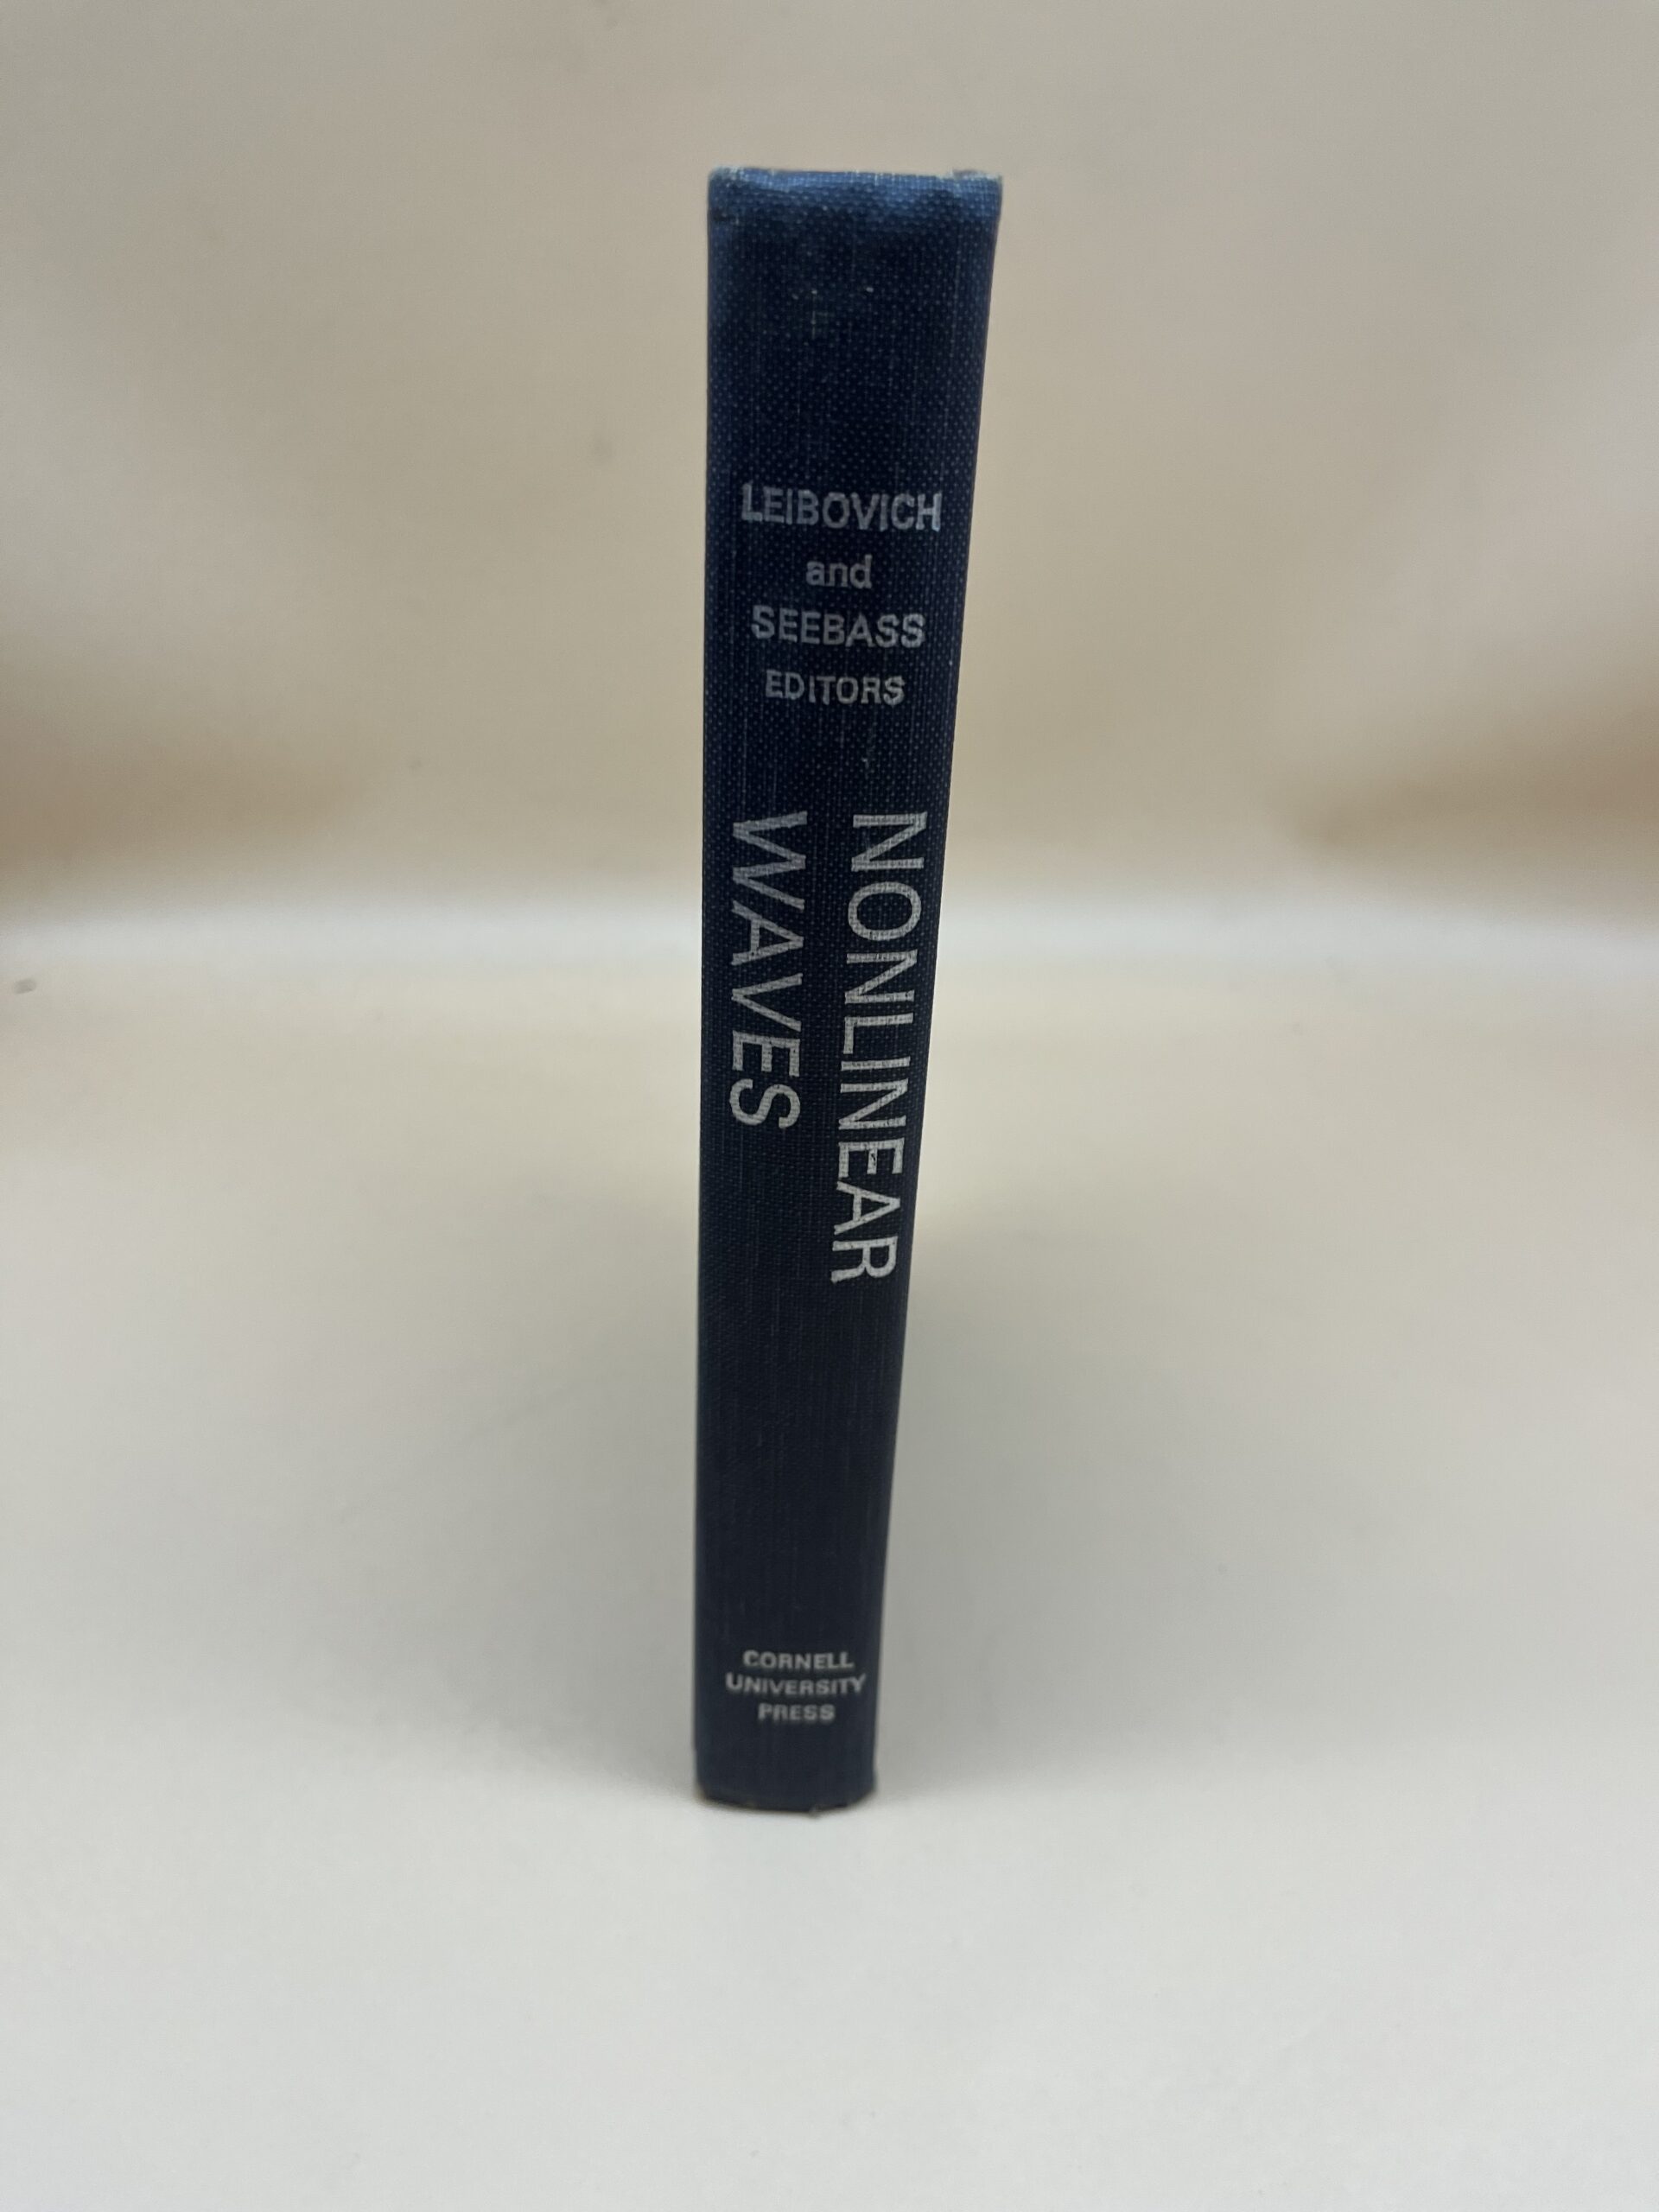 LEIBOVICH
and
SEEBASS
EDITORS
NONLINEAR
WAVES
CORNELL
UNIVERSITY
PRESS